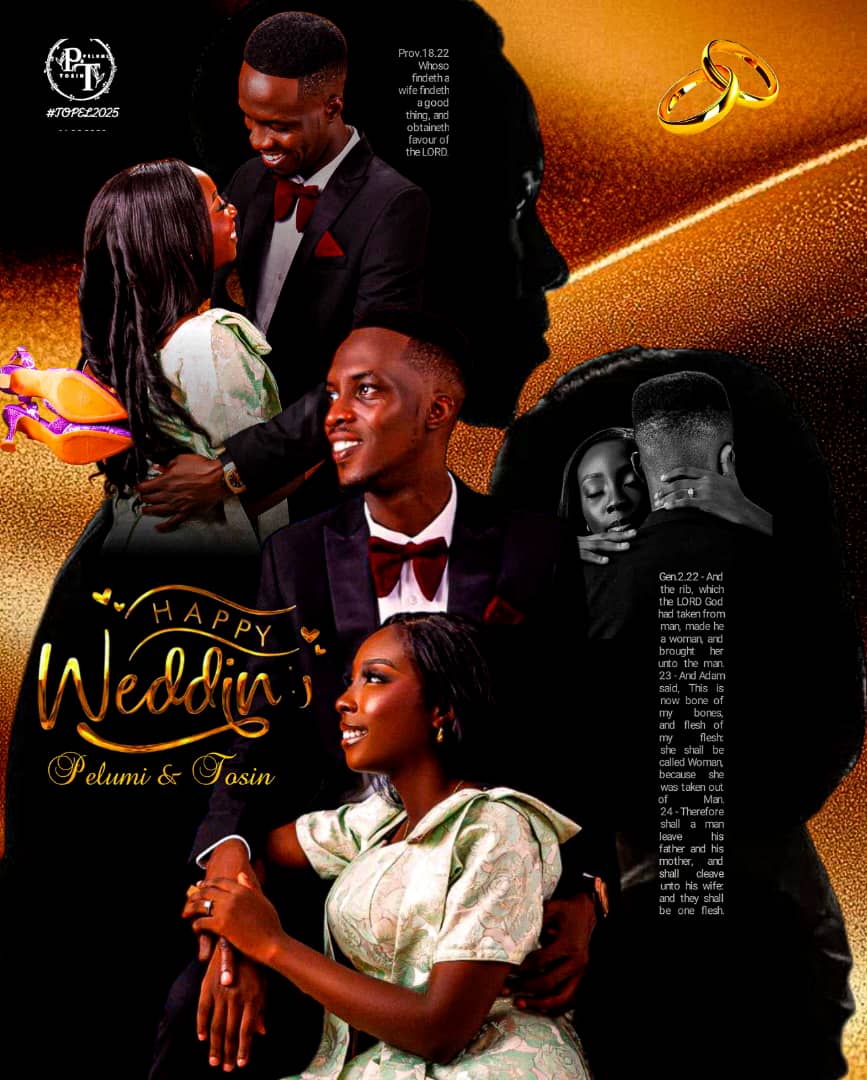 PELUMI
PT
TOSIN
#TOPEL2025
Prov.18.22
Whoso
findeth a
wife findeth
a good
thing, and
obtaineth
favour of
the LORD.
HAPPY
Wedding
Pelumi & Tosin
Gen.2.22 - And
the rib, which
the LORD God
had taken from
man, made he
a woman, and
brought her
unto the man.
23 - And Adam
said, This is
now bone of
my bones,
and flesh of
my flesh:
she shall be
called Woman,
because she
was taken out
of Man.
24 - Therefore
shall a man
leave his
father and his
mother, and
shall cleave
unto his wife:
and they shall
be one flesh.